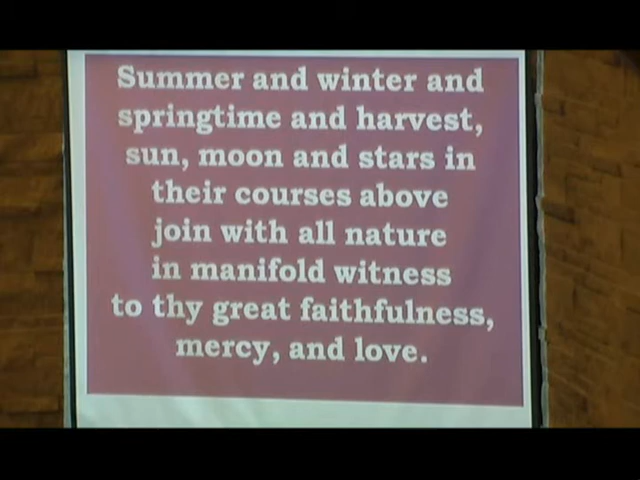 Summer and winter and
springtime and harvest,
sun, moon and stars in
their courses above
join with all nature
in manifold witness
to thy great faithfulness,
mercy, and love.